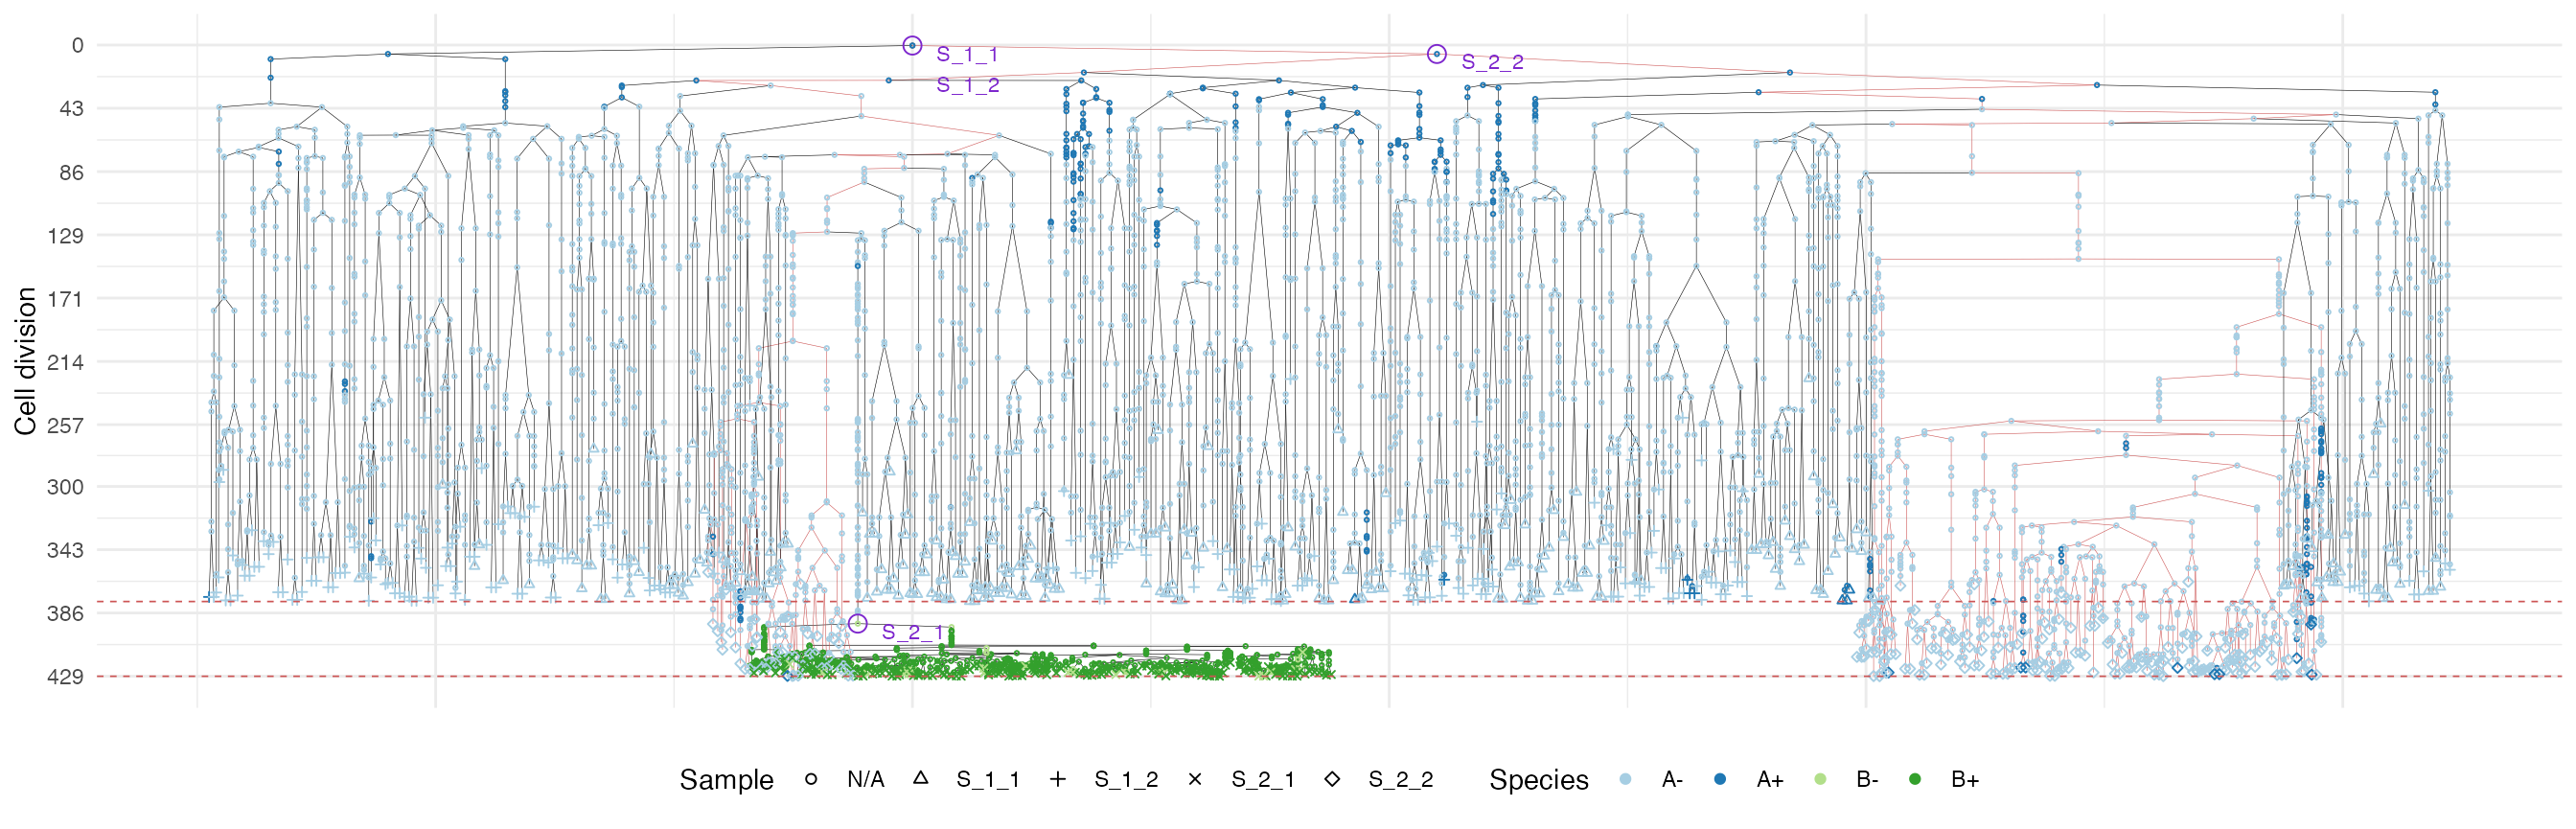 Cell division
0
43
86
129
171
214
257
300
343
386
429
S_1_1
S_1_2
S_2_2
S_2_1
Sample N/A S_1_1 S_1_2 S_2_1 S_2_2 Species A- A+ B- B+